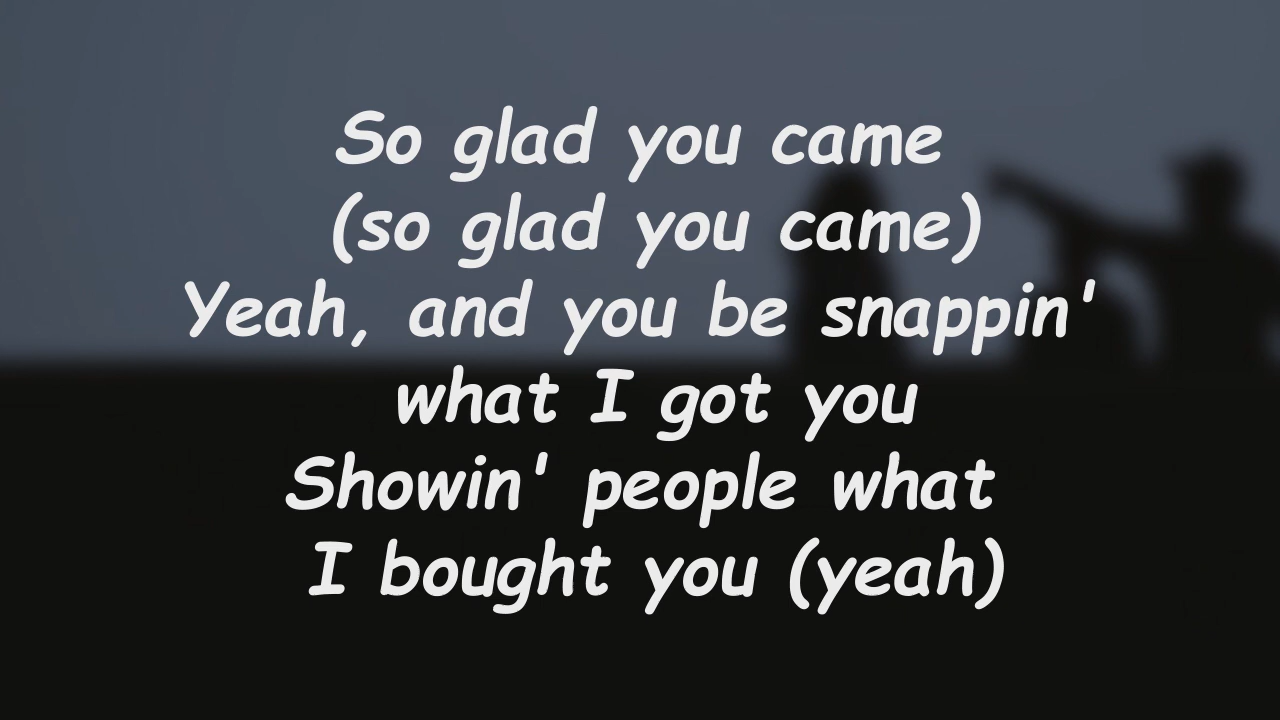 So glad you came
(so glad you came)
Yeah, and you be snappin'
what I got you
Showin' people what
I bought you (yeah)